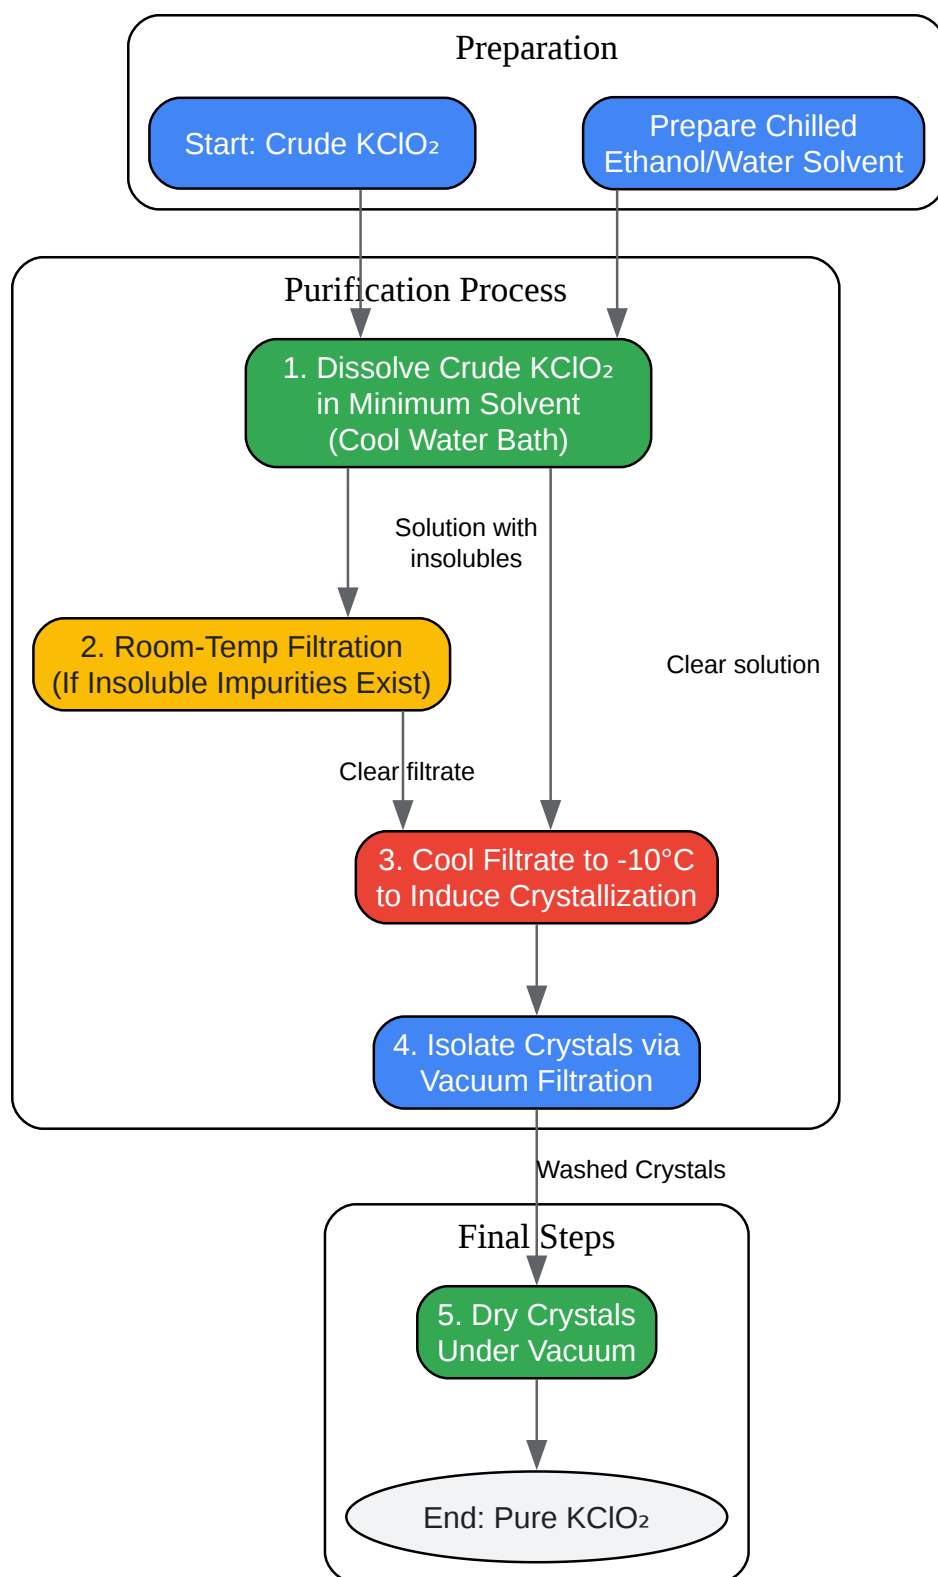 Preparation
Start: Crude KClO₂
Prepare Chilled
Ethanol/Water Solvent
Purification Process
1. Dissolve Crude KClO₂
in Minimum Solvent
(Cool Water Bath)
Solution with
insolubles
2. Room-Temp Filtration
(If Insoluble Impurities Exist)
Clear solution
Clear filtrate
3. Cool Filtrate to -10°C
to Induce Crystallization
4. Isolate Crystals via
Vacuum Filtration
Washed Crystals
Final Steps
5. Dry Crystals
Under Vacuum
End: Pure KClO₂